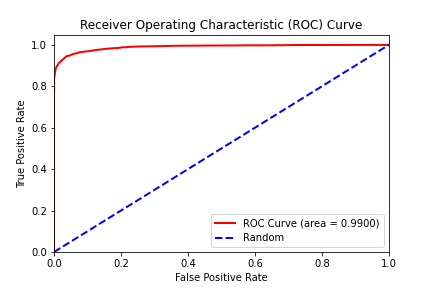 Receiver Operating Characteristic (ROC) Curve
1.0
0.8
0.6
0.4
0.2
0.0
True Positive Rate
ROC Curve (area = 0.9900)
Random
0.0 0.2 0.4 0.6 0.8 1.0
False Positive Rate